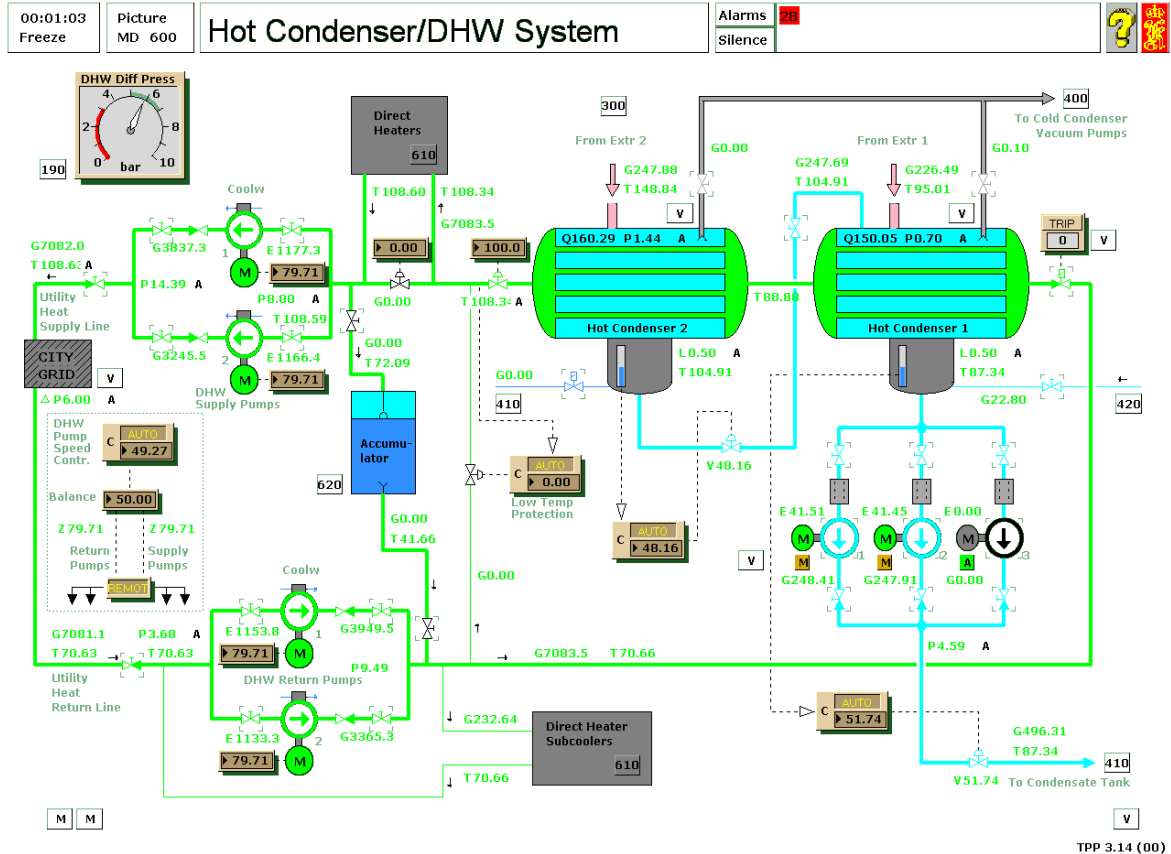 00:01:03
Freeze
Picture
MD 600
Hot Condenser/DHW System
Alarms
28
Silence
?
DHW Diff Press
0
2
4
6
8
10
bar
190
Direct
Heaters
610
300
400
To Cold Condenser
Vacuum Pumps
From Extr 2
From Extr 1
G0.00
G0.10
G247.88
T148.84
G247.69
T104.91
G226.49
T95.01
T108.60
T108.34
G7083.5
Coolw
G3837.3
1
E1177.3
M
79.71
0.00
100.0
V
V
TRIP
0
V
Q160.29 P1.44 A
Q150.05 P0.70 A
G7082.0
A
P14.39 A
P8.00 A
T108.59
G0.00
A
T88.88
T70.63
Utility
Heat
Supply Line
G3245.5
2
E1166.4
M
79.71
DHW
Supply Pumps
G0.00
T72.09
Hot Condenser 2
Hot Condenser 1
CITY
GRID
V
P6.00 A
L0.50 A
T104.91
L0.50 A
T87.34
G0.00
410
G22.80
420
DHW
Pump
Speed
Contr.
C
AUTO
49.27
Accumu-
lator
620
C
AUTO
0.00
Low Temp
Protection
V48.16
Balance
50.00
Z79.71
Z79.71
Return
Pumps
Supply
Pumps
REMOT
G0.00
T41.66
C
AUTO
48.16
E41.51
E41.45
E0.00
M
1
M
2
M
3
M
M
A
G248.41
G247.91
G0.00
V
G0.00
Coolw
G7081.1
P3.68 A
T70.63
T70.63
E1153.8
1
G3949.5
79.71
M
P9.49
G7083.5
T70.66
P4.59 A
DHW Return Pumps
Utility
Heat
Return Line
E1133.3
2
G3365.3
79.71
M
G232.64
Direct Heater
Subcoolers
610
T70.66
C
AUTO
51.74
G496.31
T87.34
410
V51.74
To Condensate Tank
M
M
V
TPP 3.14 (00)